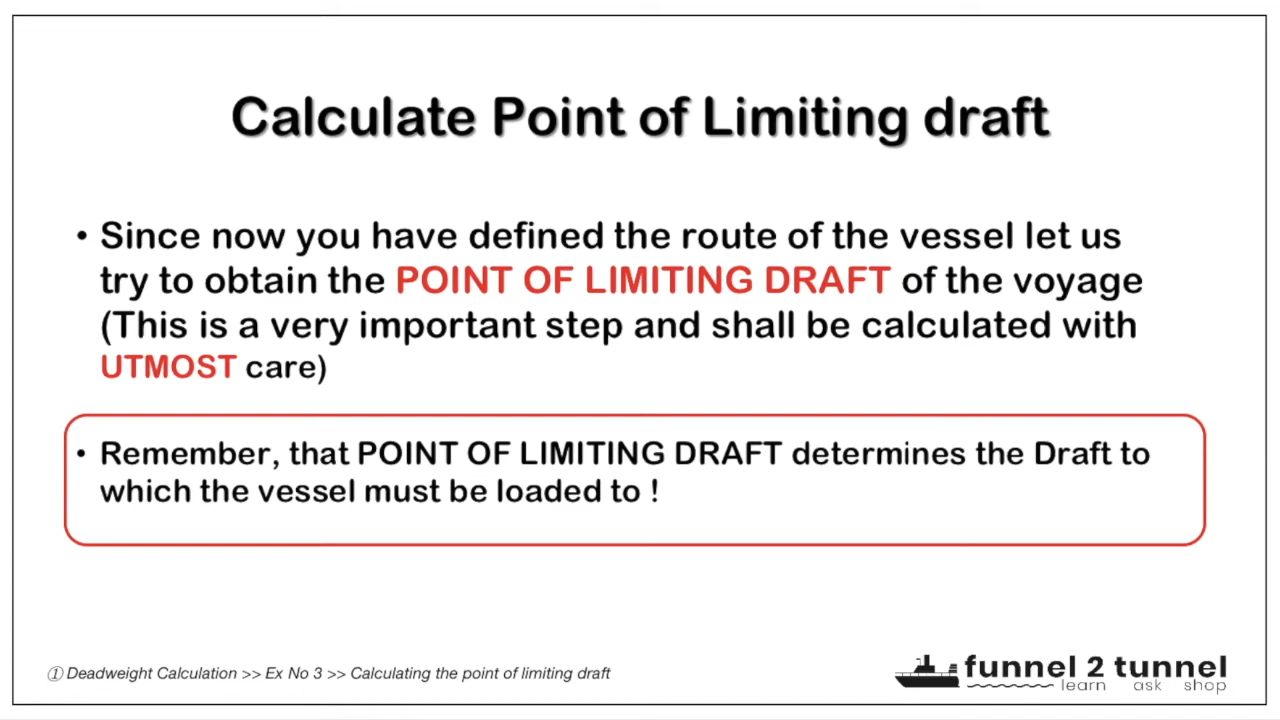 Calculate Point of Limiting draft
• Since now you have defined the route of the vessel let us
try to obtain the POINT OF LIMITING DRAFT of the voyage
(This is a very important step and shall be calculated with
UTMOST care)
• Remember, that POINT OF LIMITING DRAFT determines the Draft to
which the vessel must be loaded to !
① Deadweight Calculation >> Ex No 3 >> Calculating the point of limiting draft
funnel 2 tunnel
learn ask shop